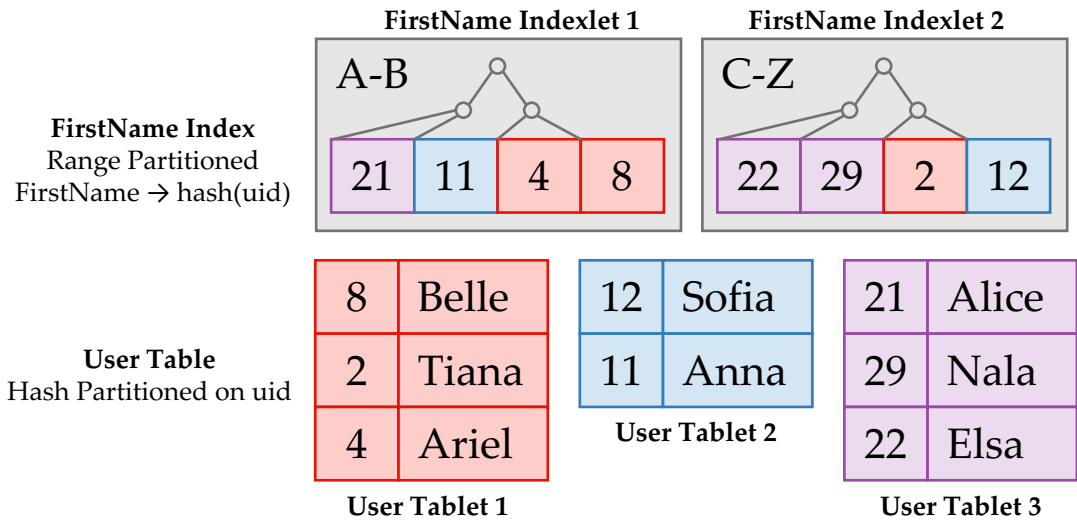 FirstName Indexlet 1
FirstName Indexlet 2
A-B
C-Z
FirstName Index
Range Partitioned
FirstName → hash(uid)
21 11 4 8
22 29 2 12
User Table
Hash Partitioned on uid
8 Belle
2 Tiana
4 Ariel
User Tablet 1
12 Sofia
11 Anna
User Tablet 2
21 Alice
29 Nala
22 Elsa
User Tablet 3